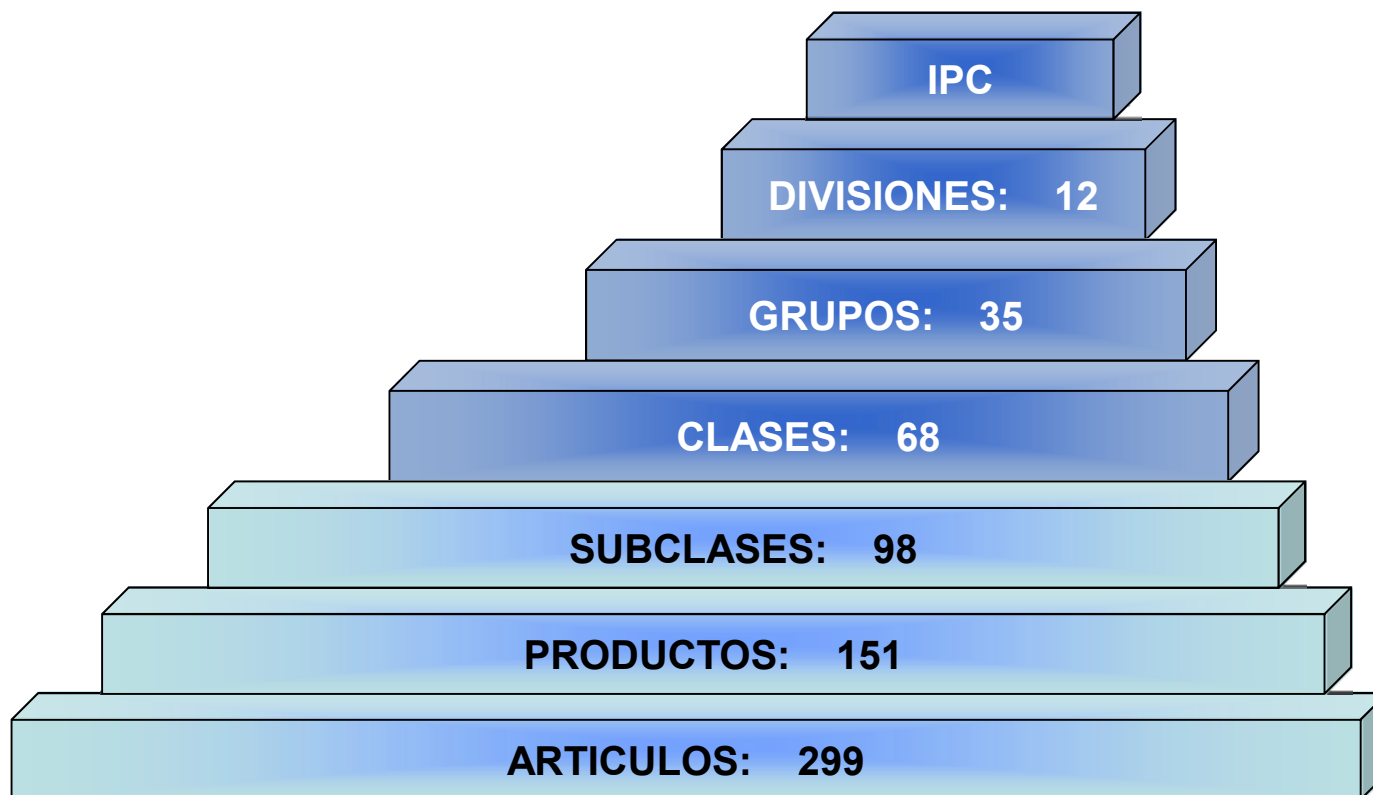 IPC
DIVISIONES: 12
GRUPOS: 35
CLASES: 68
SUBCLASES: 98
PRODUCTOS: 151
ARTICULOS: 299